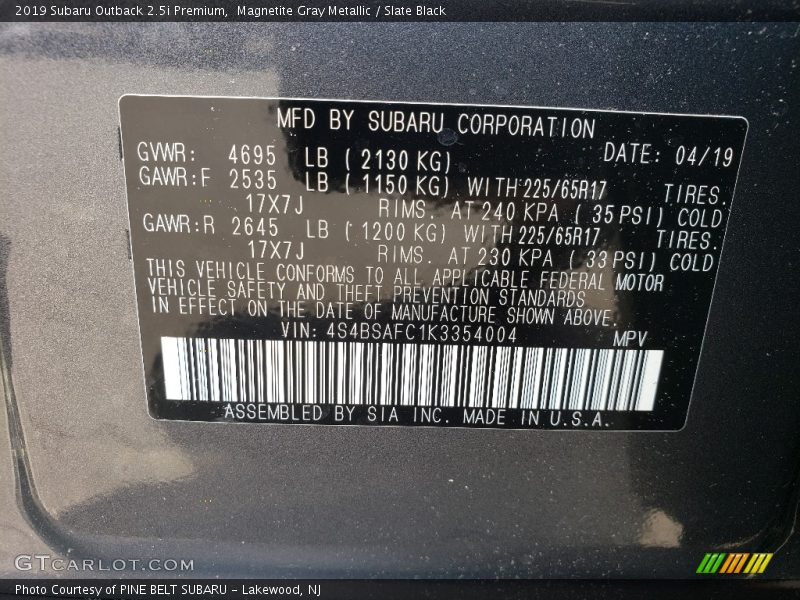 2019 Subaru Outback 2.5i Premium,  Magnetite Gray Metallic / Slate Black
MFD BY SUBARU CORPORATION
GVWR: 4695 LB ( 2130 KG) DATE: 04/19
GAWR:F 2535 LB ( 1150 KG) WITH 225/65R17 TIRES.
17X7J RIMS. AT 240 KPA ( 35 PSI) COLD
GAWR:R 2645 LB ( 1200 KG) WITH 225/65R17 TIRES.
17X7J RIMS. AT 230 KPA ( 33 PSI) COLD
THIS VEHICLE CONFORMS TO ALL APPLICABLE FEDERAL MOTOR
VEHICLE SAFETY AND THEFT PREVENTION STANDARDS
IN EFFECT ON THE DATE OF MANUFACTURE SHOWN ABOVE.
VIN: 4S4BSAFC1K3354004 MPV
ASSEMBLED BY SIA INC. MADE IN U.S.A.
GTCARLOT.COM
Photo Courtesy of PINE BELT SUBARU - Lakewood, NJ